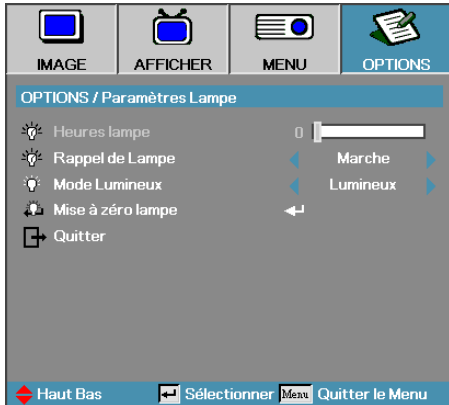 IMAGE AFFICHER MENU OPTIONS
OPTIONS / Paramètres Lampe
Heures lampe 0
Rappel de Lampe Marche
Mode Lumineux Lumineux
Mise à zéro lampe
Quitter
Haut Bas Sélectionner Menu Quitter le Menu